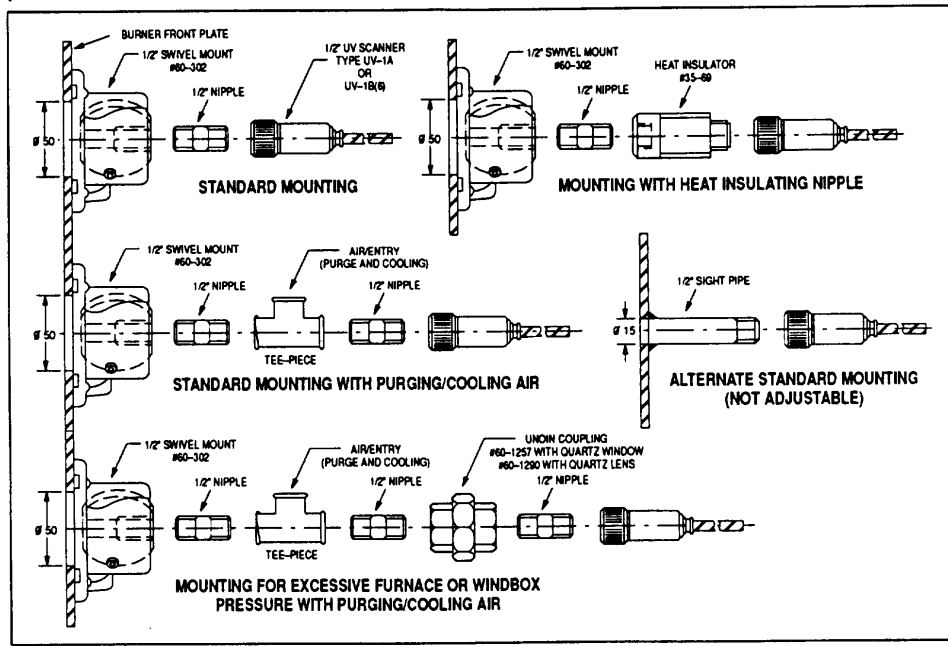 BURNER FRONT PLATE
1/2" SWIVEL MOUNT
#60-302
1/2" NIPPLE
1/2" UV SCANNER
TYPE UV-1A
OR
UV-1B(6)
ø 50
STANDARD MOUNTING
1/2" SWIVEL MOUNT
#60-302
1/2" NIPPLE
HEAT INSULATOR
#35-69
ø 50
MOUNTING WITH HEAT INSULATING NIPPLE
1/2" SWIVEL MOUNT
#60-302
1/2" NIPPLE
AIR/ENTRY
(PURGE AND COOLING)
1/2" NIPPLE
ø 50
TEE-PIECE
STANDARD MOUNTING WITH PURGING/COOLING AIR
1/2" SIGHT PIPE
ø 15
ALTERNATE STANDARD MOUNTING
(NOT ADJUSTABLE)
1/2" SWIVEL MOUNT
#60-302
1/2" NIPPLE
AIR/ENTRY
(PURGE AND COOLING)
1/2" NIPPLE
UNOIN COUPLING
#60-1257 WITH QUARTZ WINDOW
#60-1290 WITH QUARTZ LENS
1/2" NIPPLE
ø 50
TEE-PIECE
MOUNTING FOR EXCESSIVE FURNACE OR WINDBOX
PRESSURE WITH PURGING/COOLING AIR